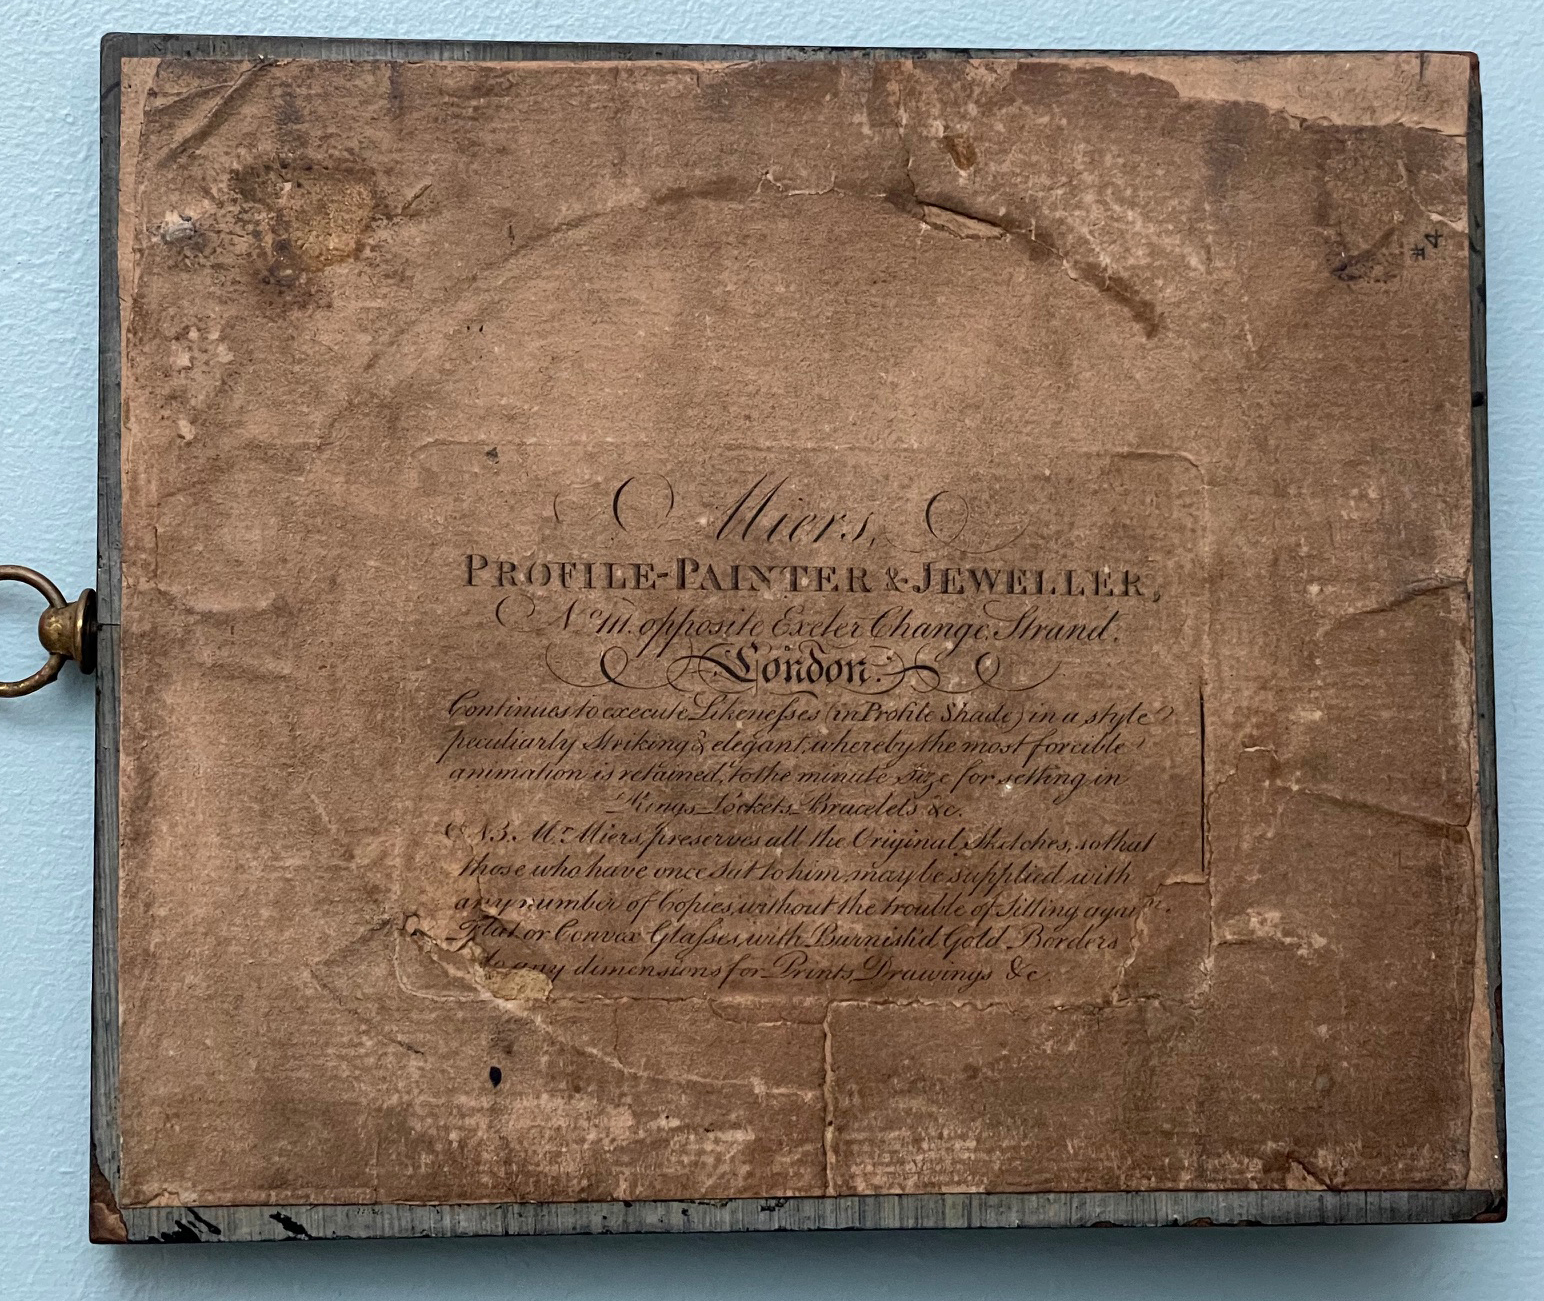 #4
Miers,
PROFILE-PAINTER & JEWELLER,
No. 111. opposite Exeter Change, Strand.
London.
Continues to execute Likeneſses (in Profile Shade) in a style
peculiarly striking & elegant, whereby the most forcible
animation is retained, to the minute size for setting in
Rings Lockets Bracelets &c.
N.B. Mr. Miers, preserves all the Original Sketches, so that
those who have once sat to him may be supplied with
any number of Copies, without the trouble of Sitting again.
Flat or Convex Glaſses, with Burnish'd Gold Borders
to any dimensions for Prints, Drawings &c